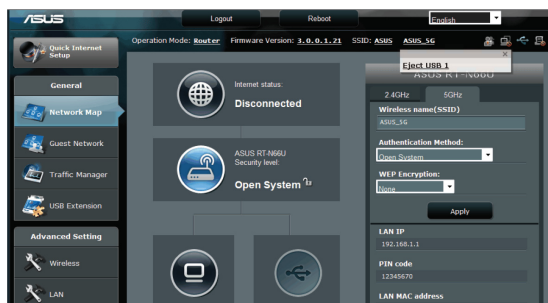 ASUS
Logout
Reboot
English
Quick Internet
Setup
Operation Mode: Router Firmware Version: 3.0.0.1.21 SSID: ASUS ASUS_5G
Eject USB 1
ASUS RT-N66U
General
Network Map
Guest Network
Traffic Manager
USB Extension
Advanced Setting
Wireless
LAN
Internet status:
Disconnected
ASUS RT-N66U
Security level:
Open System
2.4GHz
5GHz
Wireless name(SSID)
ASUS_5G
Authentication Method:
Open System
WEP Encryption:
None
Apply
LAN IP
192.168.1.1
PIN code
12345670
LAN MAC address